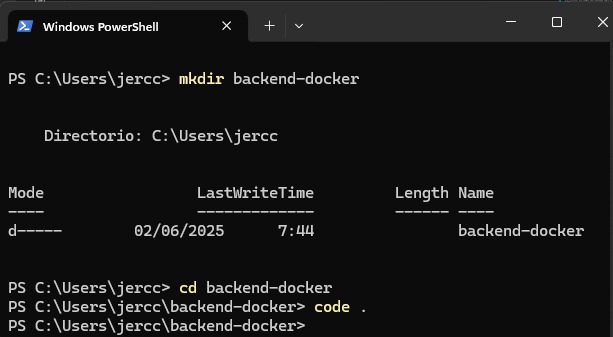 Windows PowerShell
PS C:\Users\jercc> mkdir backend-docker
Directorio: C:\Users\jercc
Mode LastWriteTime Length Name
---- ------------- ------ ----
d----- 02/06/2025 7:44 backend-docker
PS C:\Users\jercc> cd backend-docker
PS C:\Users\jercc\backend-docker> code .
PS C:\Users\jercc\backend-docker>